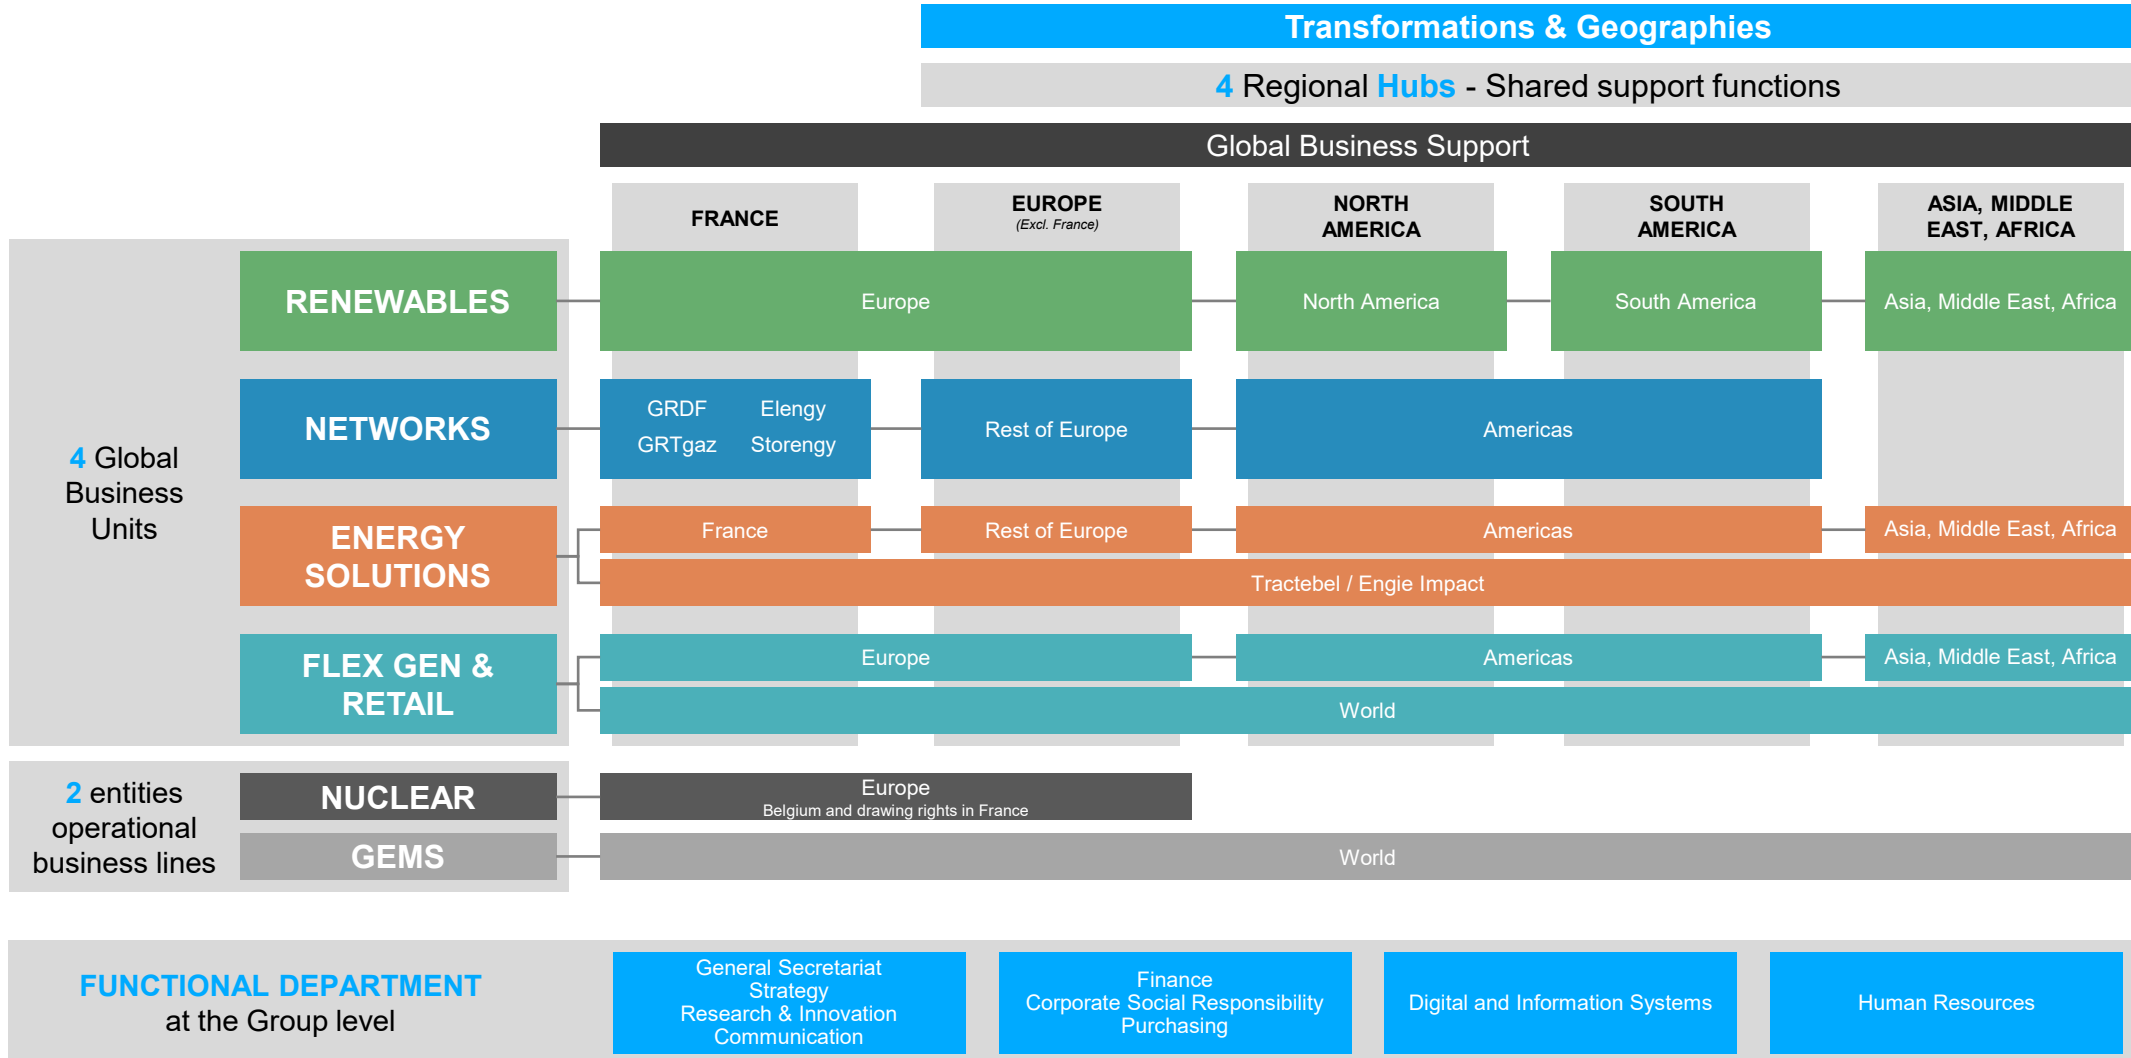 Transformations & Geographies
4 Regional Hubs - Shared support functions
Global Business Support
FRANCE
EUROPE
(Excl. France)
NORTH
AMERICA
SOUTH
AMERICA
ASIA, MIDDLE
EAST, AFRICA
4 Global
Business
Units
RENEWABLES
Europe
North America
South America
Asia, Middle East, Africa
NETWORKS
GRDF
Elengy
GRTgaz
Storengy
Rest of Europe
Americas
ENERGY
SOLUTIONS
France
Rest of Europe
Americas
Asia, Middle East, Africa
Tractebel / Engie Impact
FLEX GEN &
RETAIL
Europe
Americas
Asia, Middle East, Africa
World
2 entities
operational
business lines
NUCLEAR
Europe
Belgium and drawing rights in France
GEMS
World
FUNCTIONAL DEPARTMENT
at the Group level
General Secretariat
Strategy
Research & Innovation
Communication
Finance
Corporate Social Responsibility
Purchasing
Digital and Information Systems
Human Resources